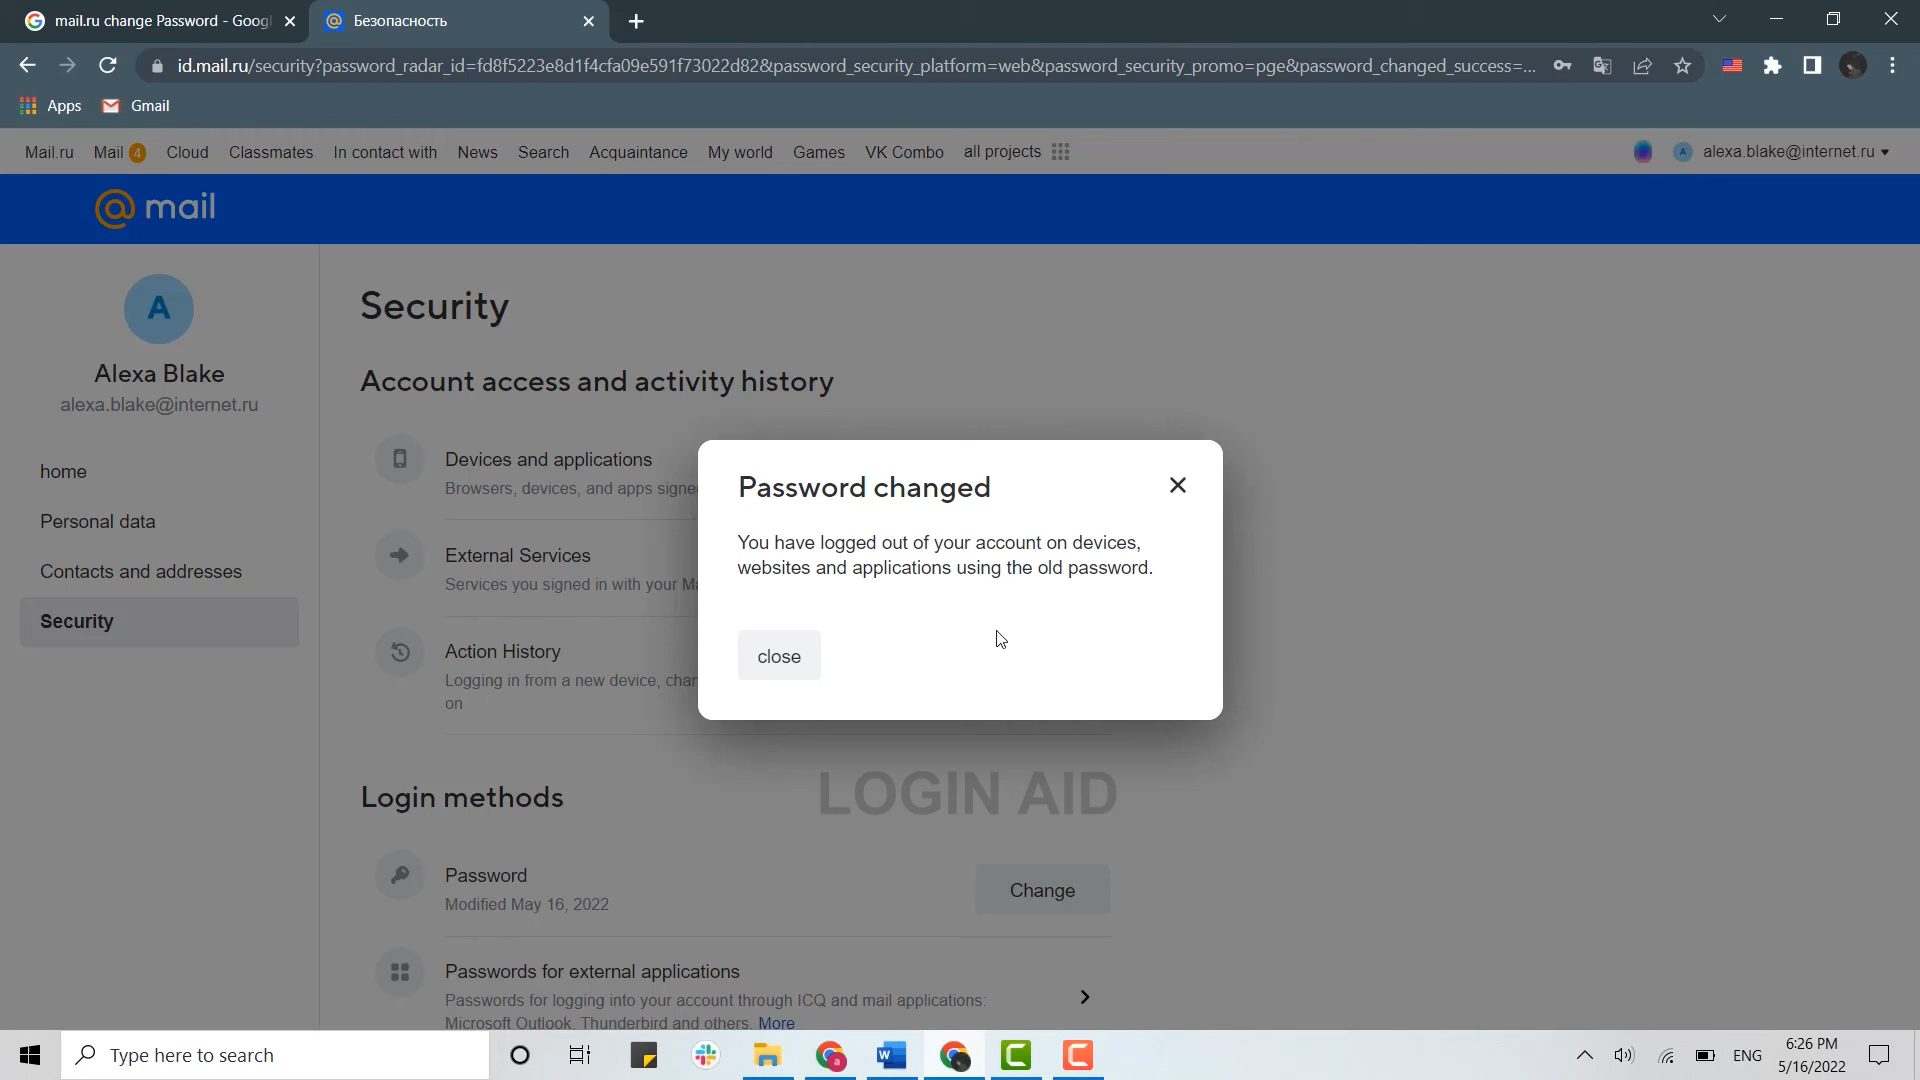 mail.ru change Password - Goog
Безопасность
id.mail.ru/security?password_radar_id=fd8f5223e8d1f4cfa09e591f73022d82&password_security_platform=web&password_security_promo=pge&password_changed_success=...
Apps
Gmail
Mail.ru
Mail 4
Cloud
Classmates
In contact with
News
Search
Acquaintance
My world
Games
VK Combo
all projects
A
alexa.blake@internet.ru
@ mail
A
Alexa Blake
alexa.blake@internet.ru
home
Personal data
Contacts and addresses
Security
Security
Account access and activity history
Devices and applications
Browsers, devices, and apps signe
External Services
Services you signed in with your M
Action History
Logging in from a new device, char
on
Password changed
You have logged out of your account on devices,
websites and applications using the old password.
close
LOGIN AID
Login methods
Password
Modified May 16, 2022
Change
Passwords for external applications
Passwords for logging into your account through ICQ and mail applications:
Microsoft Outlook, Thunderbird and others. More
Type here to search
ENG
6:26 PM
5/16/2022